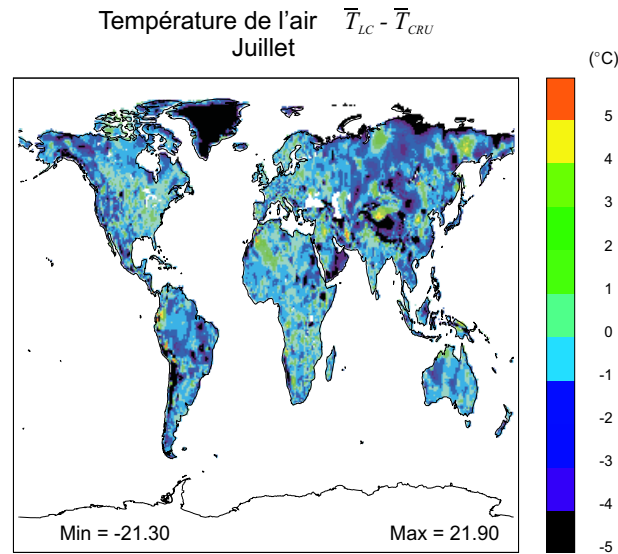 Température de l'air T̅LC - T̅CRU
Juillet
(°C)
5
4
3
2
1
0
-1
-2
-3
-4
-5
Min = -21.30 Max = 21.90